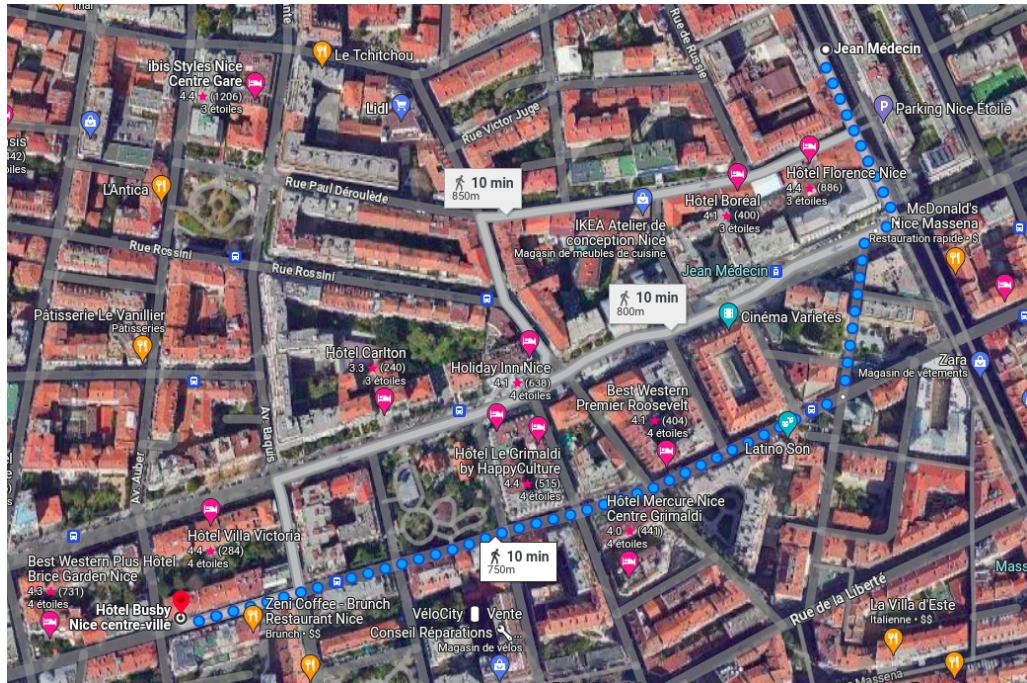 Jean Médecin
Le Tchitchou
ibis Styles Nice
Centre Gare
4.4 ★ (1206)
3 étoiles
Rue de Russie
Lidl
Rue Victor Juge
Parking Nice Étoile
L'Antica
Rue Paul Déroulède
10 min
850m
Hôtel Florence Nice
4.4 ★ (886)
3 étoiles
Hôtel Boréal
4.1 ★ (400)
3 étoiles
IKEA Atelier de
conception Nice
Magasin de meubles de cuisine
McDonald's
Nice Massena
Restauration rapide • $
Rue Rossini
Rue Rossini
Jean Médecin
10 min
800m
Cinéma Varietes
Pâtisserie Le Vanillier
Pâtisseries
Hôtel Carlton
3.3 ★ (240)
3 étoiles
Holiday Inn Nice
4.1 ★ (638)
4 étoiles
Zara
Magasin de vêtements
Best Western
Premier Roosevelt
4.1 ★ (404)
4 étoiles
Av. Baquis
Av. Auber
Latino Son
Hôtel Le Grimaldi
by HappyCulture
4.4 ★ (515)
4 étoiles
Hôtel Mercure Nice
Centre Grimaldi
4.0 ★ (441)
4 étoiles
Hôtel Villa Victoria
4.4 ★ (284)
4 étoiles
10 min
750m
Best Western Plus Hôtel
Brice Garden Nice
4.3 ★ (731)
4 étoiles
Hôtel Busby
Nice centre-ville
Zeni Coffee - Brunch
Restaurant Nice
Brunch • $$
VéloCity Vente
Conseil Réparations
Magasin de vélos
Rue de la Liberté
La Villa d'Este
Italienne • $$
Massena